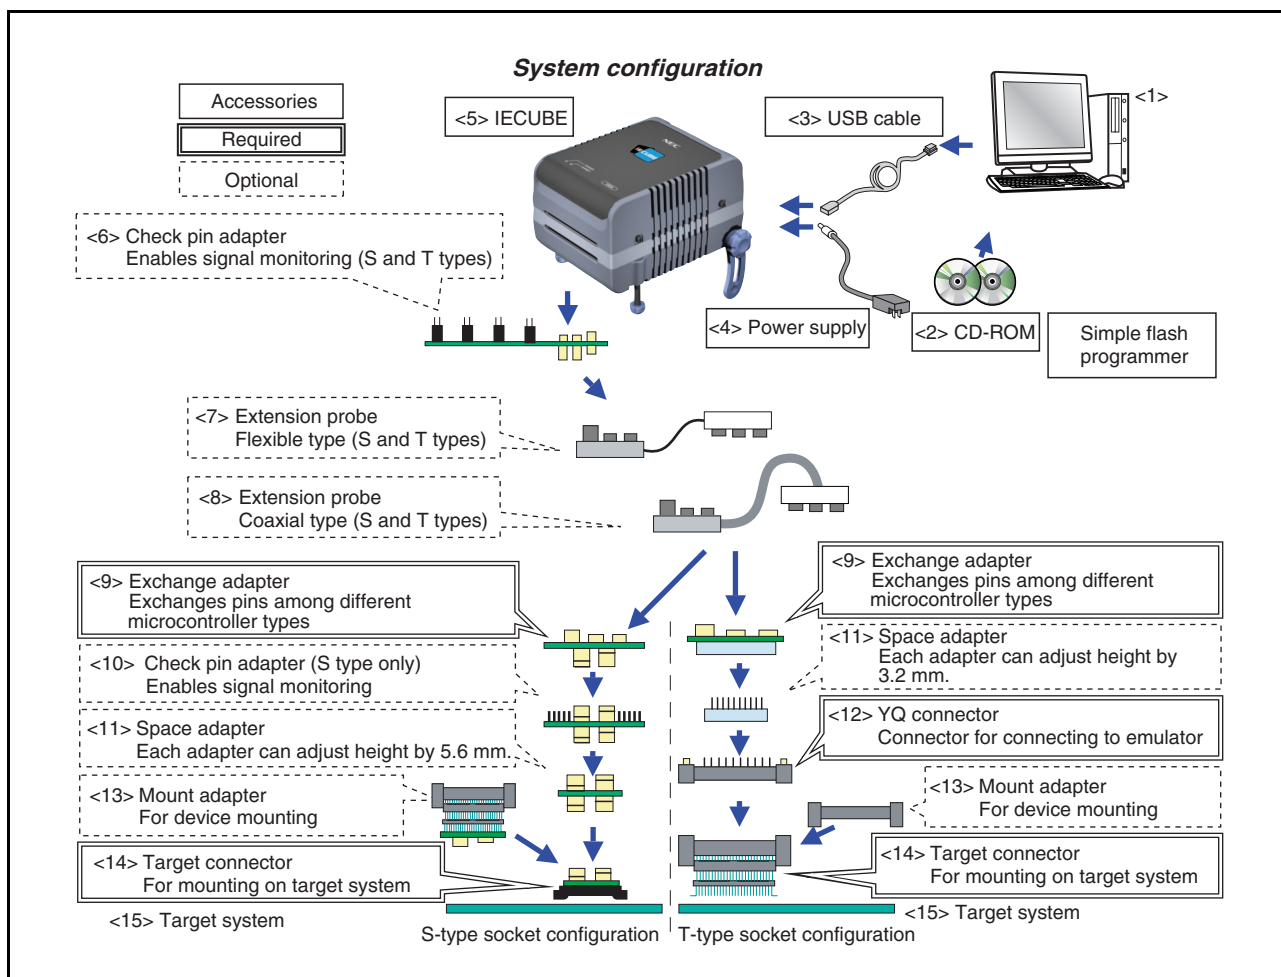 System configuration
Accessories
Required
Optional
<5> IECUBE
<3> USB cable
<1>
NEC
<6> Check pin adapter
Enables signal monitoring (S and T types)
<4> Power supply
<2> CD-ROM
Simple flash
programmer
<7> Extension probe
Flexible type (S and T types)
<8> Extension probe
Coaxial type (S and T types)
<9> Exchange adapter
Exchanges pins among different
microcontroller types
<10> Check pin adapter (S type only)
Enables signal monitoring
<11> Space adapter
Each adapter can adjust height by 5.6 mm.
<13> Mount adapter
For device mounting
<14> Target connector
For mounting on target system
<15> Target system
S-type socket configuration
<9> Exchange adapter
Exchanges pins among different
microcontroller types
<11> Space adapter
Each adapter can adjust height by
3.2 mm.
<12> YQ connector
Connector for connecting to emulator
<13> Mount adapter
For device mounting
<14> Target connector
For mounting on target system
<15> Target system
T-type socket configuration